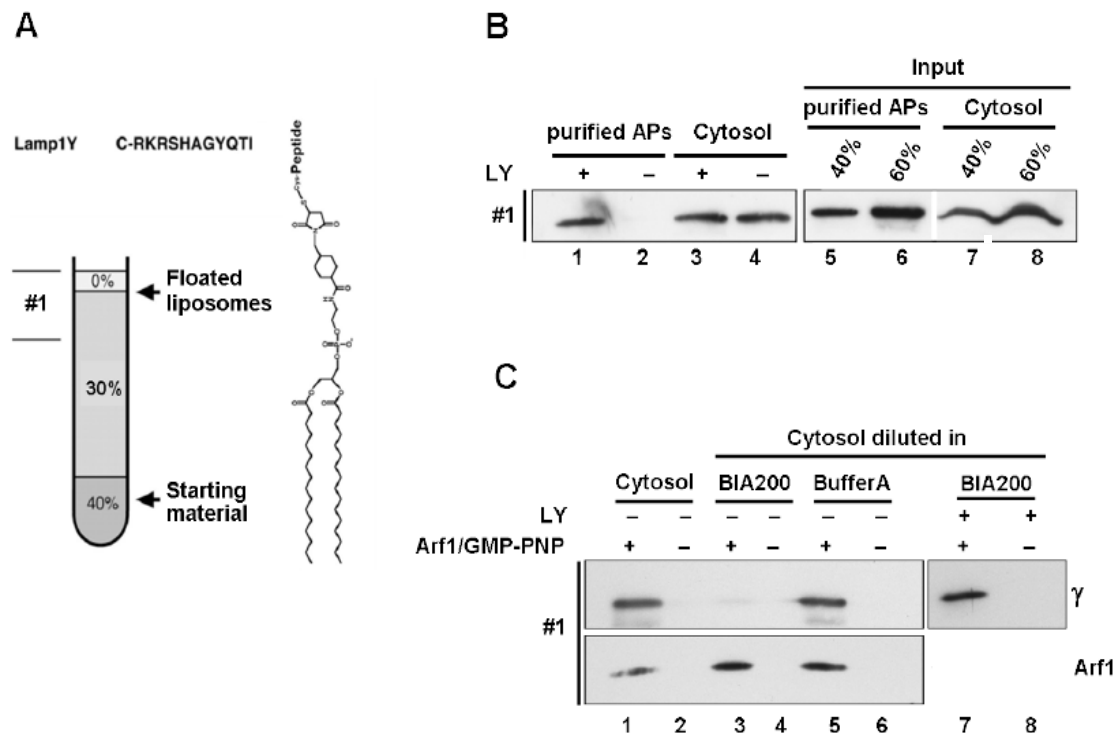 A
Lamp1Y C-RKRSHAGYQTI
Cys-Peptide
0%
#1
Floated
liposomes
30%
40%
Starting
material
B
Input
purified APs Cytosol purified APs Cytosol
40% 60% 40% 60%
LY + – + –
#1
1 2 3 4 5 6 7 8
C
Cytosol diluted in
Cytosol BIA200 BufferA BIA200
LY – – – – – – + +
Arf1/GMP-PNP + – + – + – + –
γ
#1
Arf1
1 2 3 4 5 6 7 8